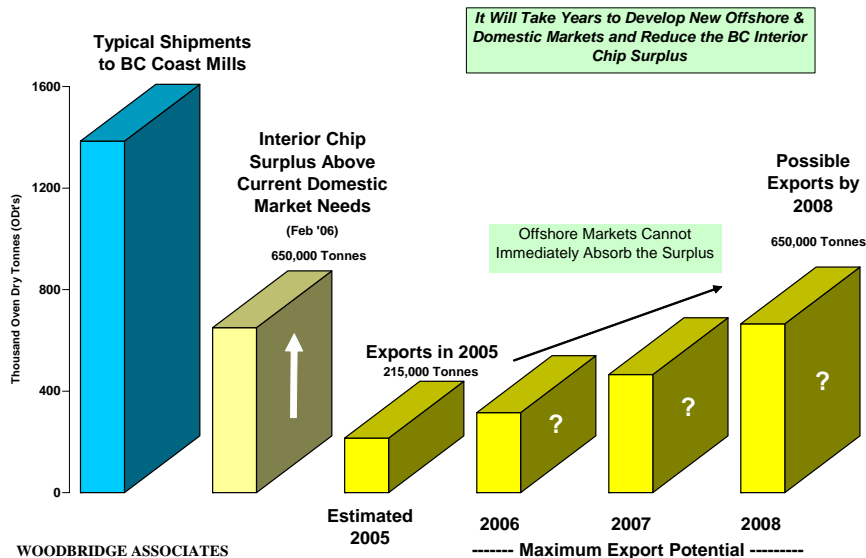 It Will Take Years to Develop New Offshore &
Domestic Markets and Reduce the BC Interior
Chip Surplus
Typical Shipments
to BC Coast Mills
Interior Chip
Surplus Above
Current Domestic
Market Needs
(Feb '06)
650,000 Tonnes
Possible
Exports by
2008
650,000 Tonnes
Offshore Markets Cannot
Immediately Absorb the Surplus
Exports in 2005
215,000 Tonnes
Thousand Oven Dry Tonnes (ODt's)
1600
1200
800
400
0
?
?
?
Estimated
2005
2006
2007
2008
------- Maximum Export Potential ---------
WOODBRIDGE ASSOCIATES